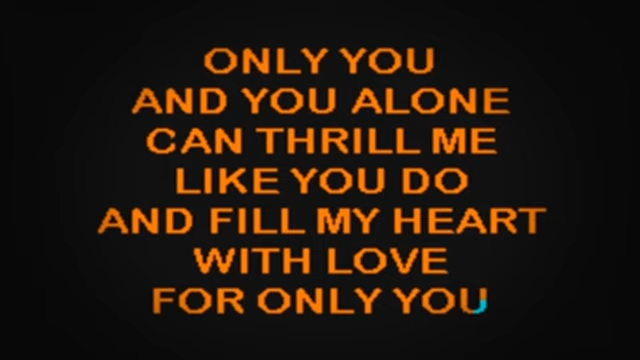 ONLY YOU
AND YOU ALONE
CAN THRILL ME
LIKE YOU DO
AND FILL MY HEART
WITH LOVE
FOR ONLY YOU